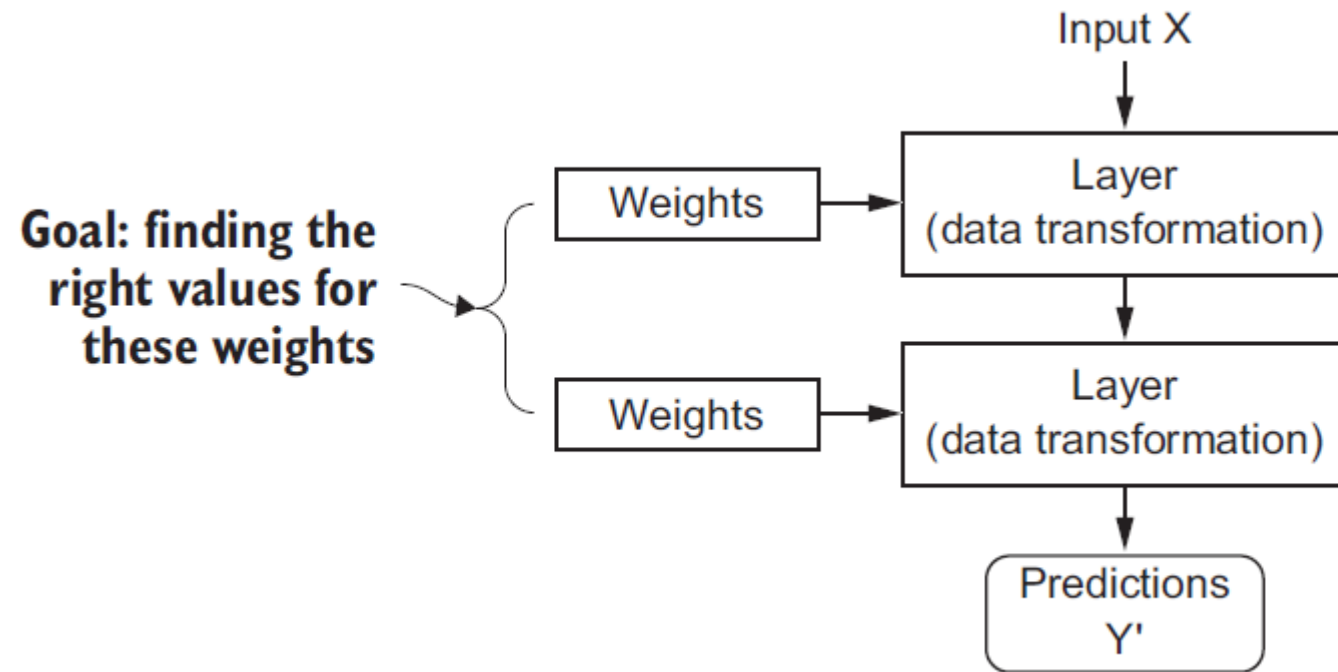 Input X
Weights
Layer
(data transformation)
Goal: finding the
right values for
these weights
Weights
Layer
(data transformation)
Predictions
Y'